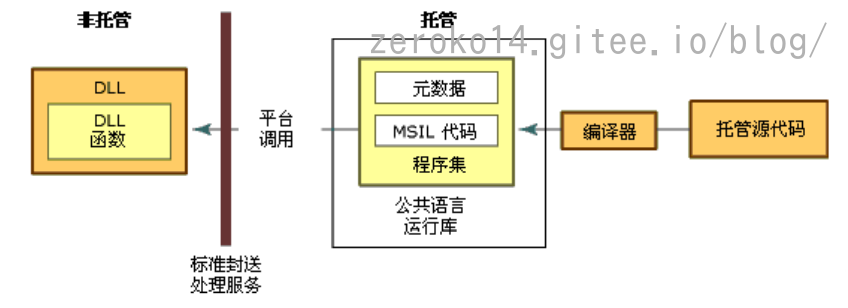 非托管
托管
zeroko14.gitee.io/blog/
DLL
DLL
函数
平台
调用
元数据
MSIL 代码
程序集
公共语言
运行库
编译器
托管源代码
标准封送
处理服务